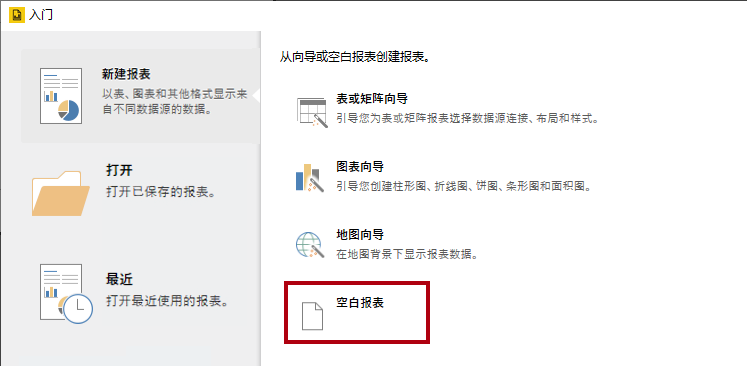 入门
新建报表
以表、图表和其他格式显示来
自不同数据源的数据。
打开
打开已保存的报表。
最近
打开最近使用的报表。
从向导或空白报表创建报表。
表或矩阵向导
引导您为表或矩阵报表选择数据源连接、布局和样式。
图表向导
引导您创建柱形图、折线图、饼图、条形图和面积图。
地图向导
在地图背景下显示报表数据。
空白报表